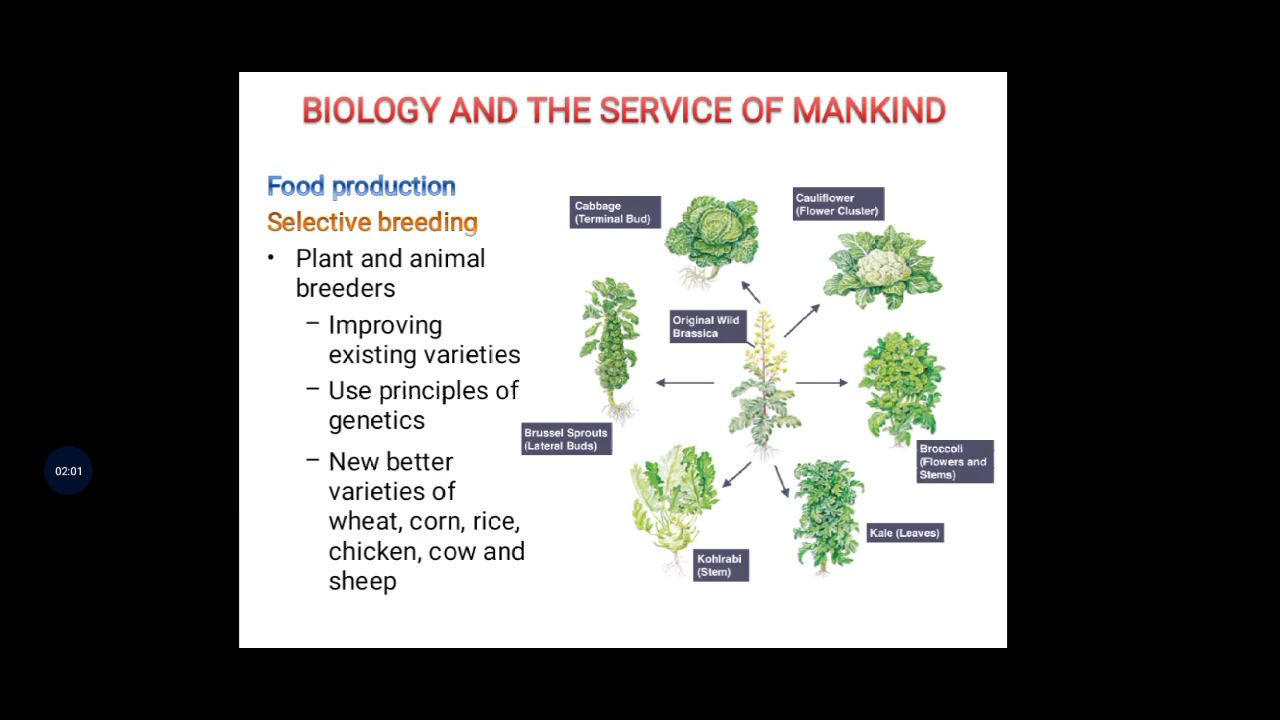 BIOLOGY AND THE SERVICE OF MANKIND
Food production
Selective breeding
• Plant and animal
breeders
– Improving
existing varieties
– Use principles of
genetics
– New better
varieties of
wheat, corn, rice,
chicken, cow and
sheep
Cabbage
(Terminal Bud)
Cauliflower
(Flower Cluster)
Original Wild
Brassica
Brussel Sprouts
(Lateral Buds)
Broccoli
(Flowers and
Stems)
Kohlrabi
(Stem)
Kale (Leaves)
02:01